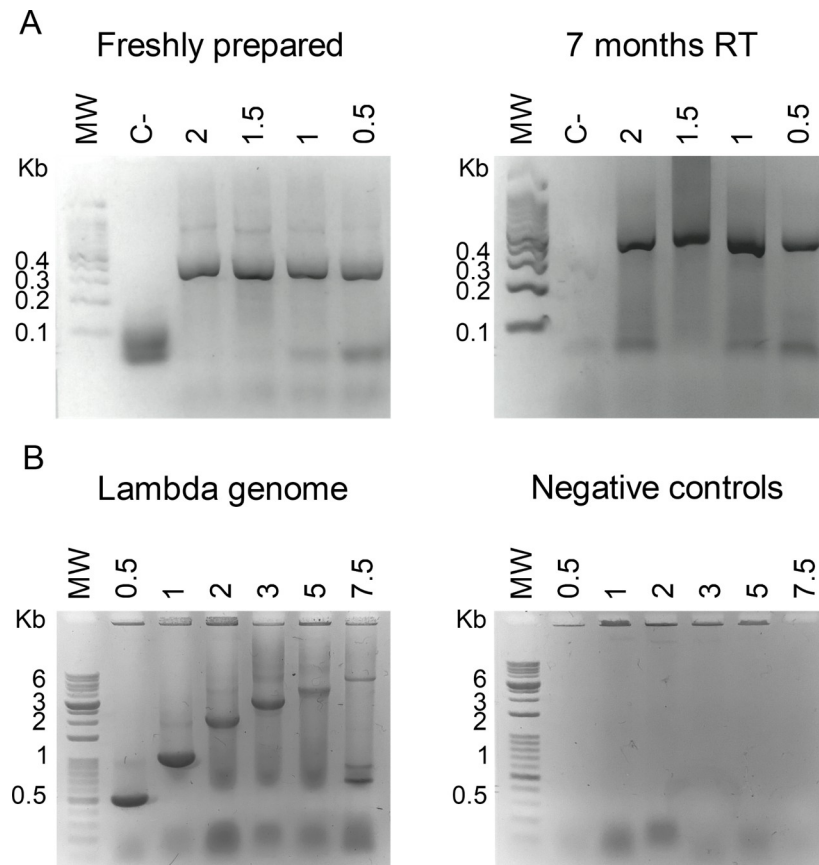 A
Freshly prepared
7 months RT
MW C- 2 1.5 1 0.5
MW C- 2 1.5 1 0.5
Kb
0.4
0.3
0.2
0.1
Kb
0.4
0.3
0.2
0.1
B
Lambda genome
Negative controls
MW 0.5 1 2 3 5 7.5
MW 0.5 1 2 3 5 7.5
Kb
6
3
2
1
0.5
Kb
6
3
2
1
0.5